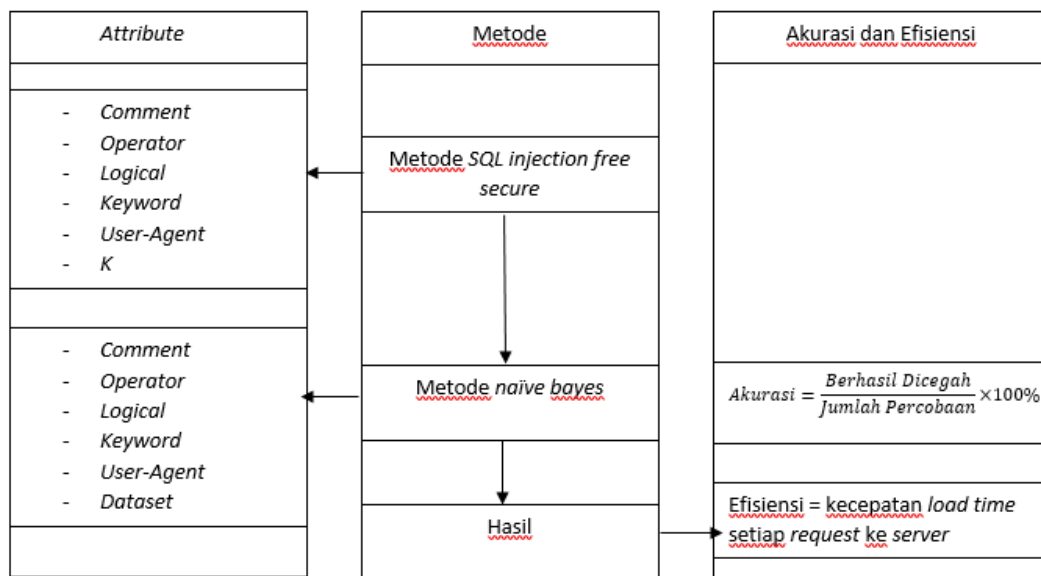 Attribute
- Comment
- Operator
- Logical
- Keyword
- User-Agent
- K
- Comment
- Operator
- Logical
- Keyword
- User-Agent
- Dataset
Metode
Metode SQL injection free
secure
Metode naïve bayes
Hasil
Akurasi dan Efisiensi
Akurasi = Berhasil Dicegah / Jumlah Percobaan ×100%
Efisiensi = kecepatan load time
setiap request ke server